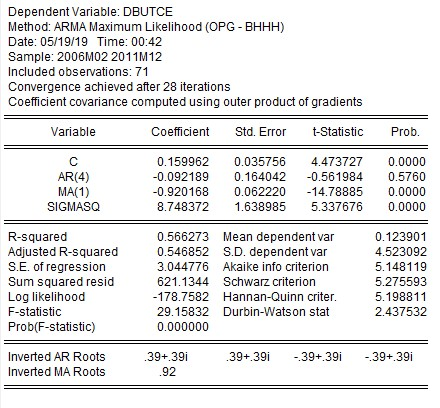 Dependent Variable: DBUTCE
Method: ARMA Maximum Likelihood (OPG - BHHH)
Date: 05/19/19 Time: 00:42
Sample: 2006M02 2011M12
Included observations: 71
Convergence achieved after 28 iterations
Coefficient covariance computed using outer product of gradients
Variable Coefficient Std. Error t-Statistic Prob.
C 0.159962 0.035756 4.473727 0.0000
AR(4) -0.092189 0.164042 -0.561984 0.5760
MA(1) -0.920168 0.062220 -14.78885 0.0000
SIGMASQ 8.748372 1.638985 5.337676 0.0000
R-squared 0.566273 Mean dependent var 0.123901
Adjusted R-squared 0.546852 S.D. dependent var 4.523092
S.E. of regression 3.044776 Akaike info criterion 5.148119
Sum squared resid 621.1344 Schwarz criterion 5.275593
Log likelihood -178.7582 Hannan-Quinn criter. 5.198811
F-statistic 29.15832 Durbin-Watson stat 2.437532
Prob(F-statistic) 0.000000
Inverted AR Roots .39+.39i .39+.39i -.39+.39i -.39+.39i
Inverted MA Roots .92